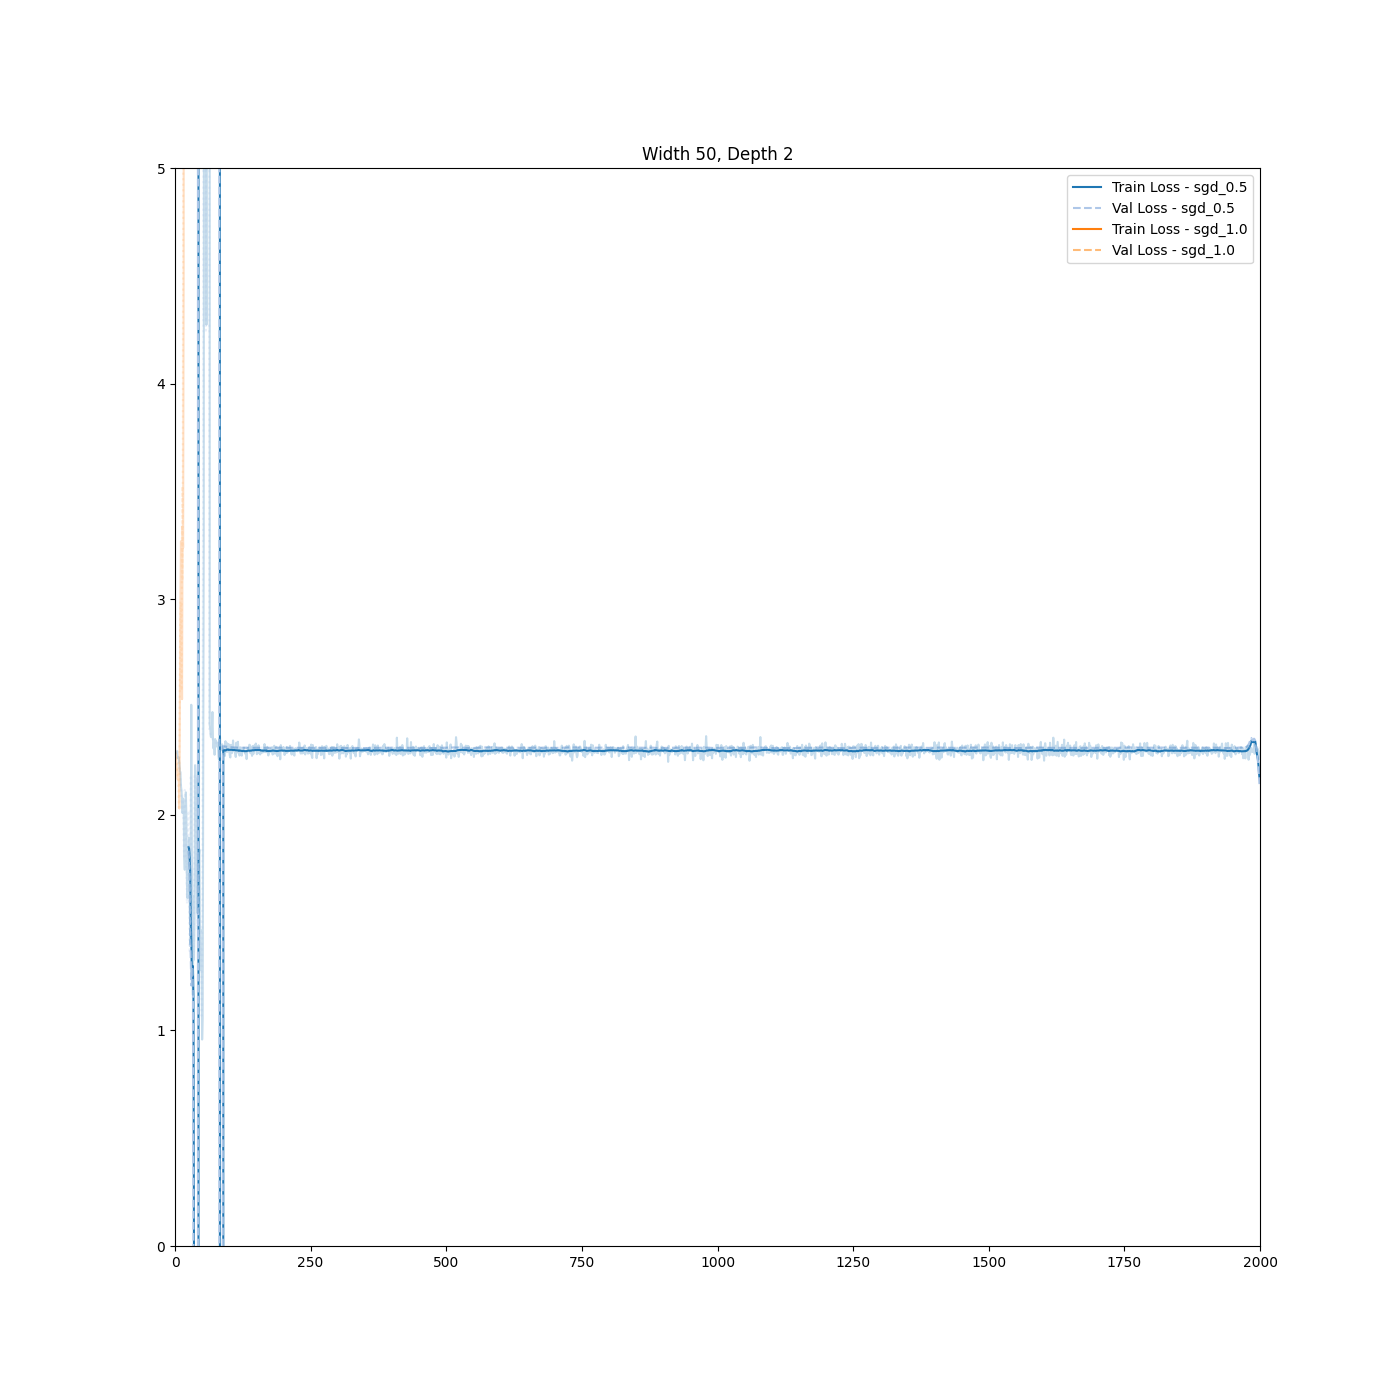 Width 50, Depth 2
5
Train Loss - sgd_0.5
Val Loss - sgd_0.5
Train Loss - sgd_1.0
Val Loss - sgd_1.0
4
3
2
1
0
0 250 500 750 1000 1250 1500 1750 2000